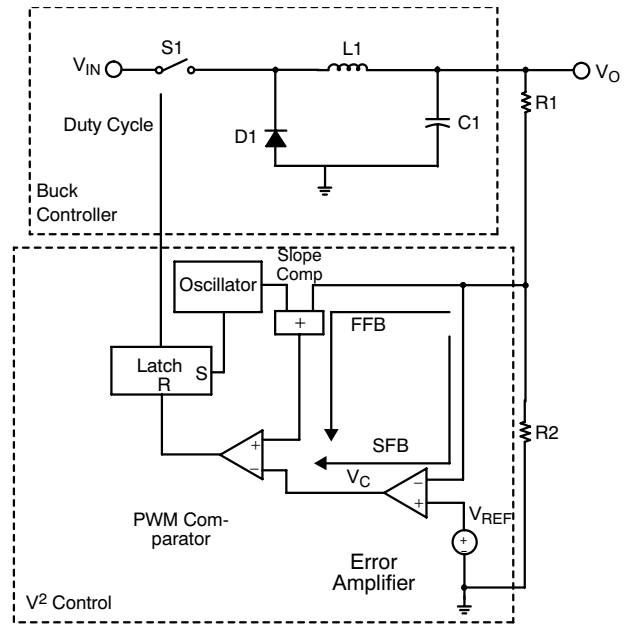 S1
L1
V_IN
V_O
R1
Duty Cycle
D1
C1
Buck
Controller
Slope
Comp
Oscillator
+
FFB
Latch
S
R
R2
+
SFB
−
V_C
−
+
V_REF
PWM Com-
parator
+
−
Error
Amplifier
V² Control